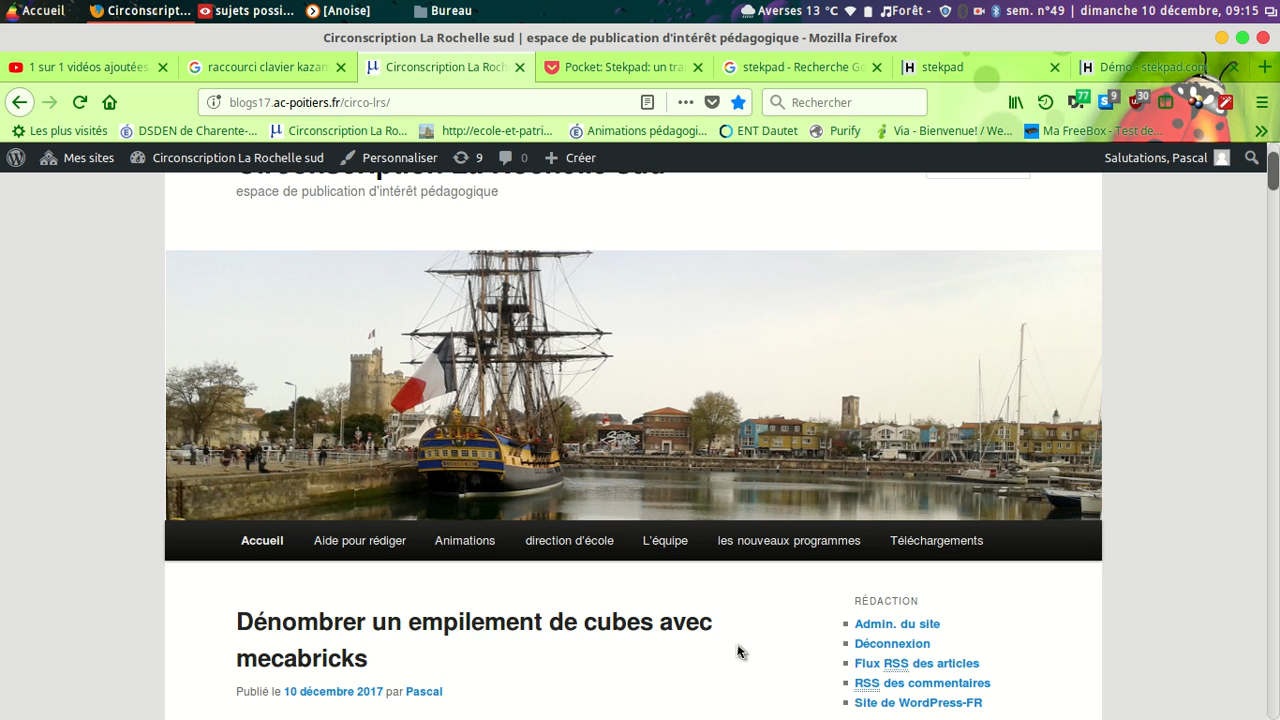 Accueil Circonscript... sujets possi... [Anoise] Bureau Averses 13 °C Forêt - sem. n°49 | dimanche 10 décembre, 09:15
Circonscription La Rochelle sud | espace de publication d'intérêt pédagogique - Mozilla Firefox
1 sur 1 vidéos ajoutées raccourci clavier kazam Circonscription La Roch Pocket: Stekpad: un tra stekpad - Recherche Go stekpad Démo - stekpad.com
blogs17.ac-poitiers.fr/circo-lrs/ Rechercher 77 9 30
Les plus visités DSDEN de Charente-... Circonscription La Ro... http://ecole-et-patri... Animations pédagogi... ENT Dautet Purify Via - Bienvenue! / We... Ma FreeBox - Test de...
Mes sites Circonscription La Rochelle sud Personnaliser 9 0 Créer Salutations, Pascal
Circonscription La Rochelle sud
espace de publication d'intérêt pédagogique
Accueil Aide pour rédiger Animations direction d'école L'équipe les nouveaux programmes Téléchargements
Dénombrer un empilement de cubes avec
mecabricks
Publié le 10 décembre 2017 par Pascal
RÉDACTION
Admin. du site
Déconnexion
Flux RSS des articles
RSS des commentaires
Site de WordPress-FR